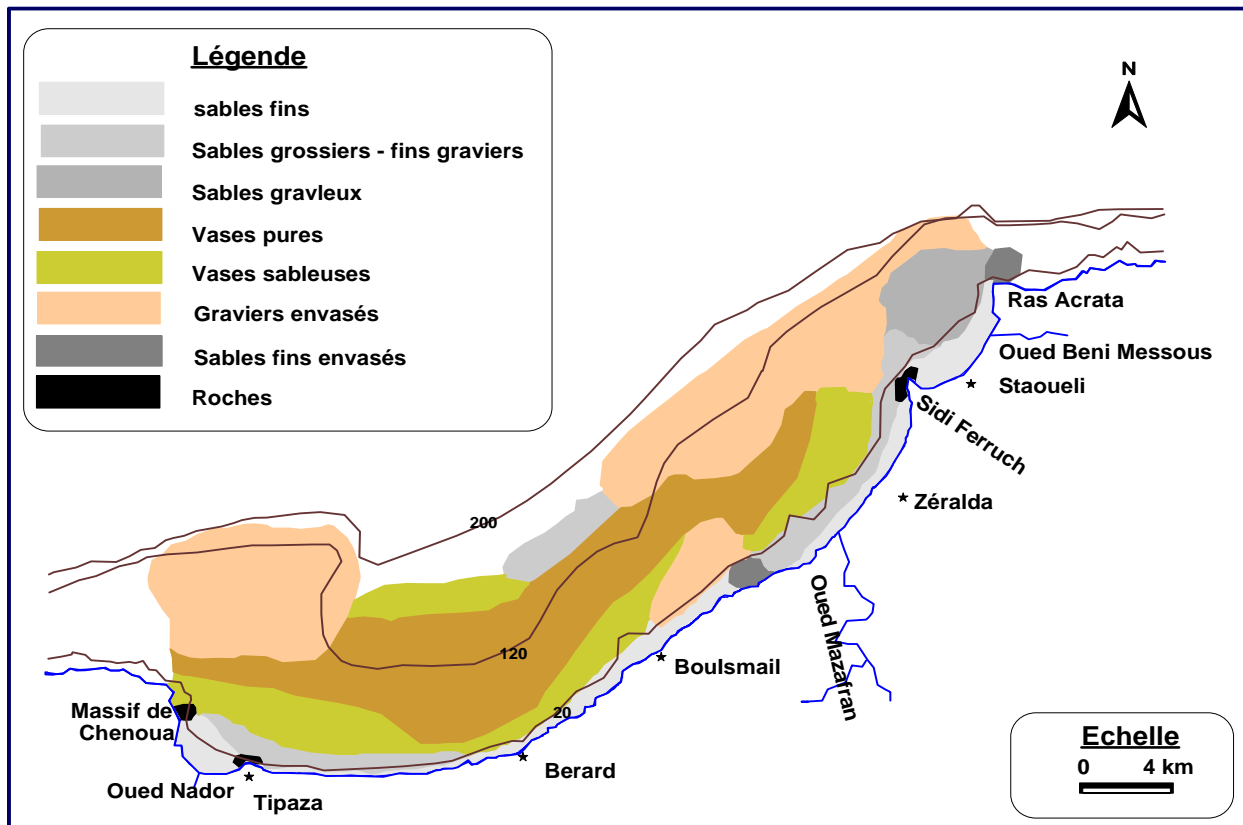 Légende
sables fins
Sables grossiers - fins graviers
Sables gravleux
Vases pures
Vases sableuses
Graviers envasés
Sables fins envasés
Roches
N
Ras Acrata
Oued Beni Messous
Staoueli
Sidi Ferruch
Zéralda
200
Oued Mazafran
120
Boulsmail
20
Massif de
Chenoua
Berard
Oued Nador
Tipaza
Echelle
0 4 km